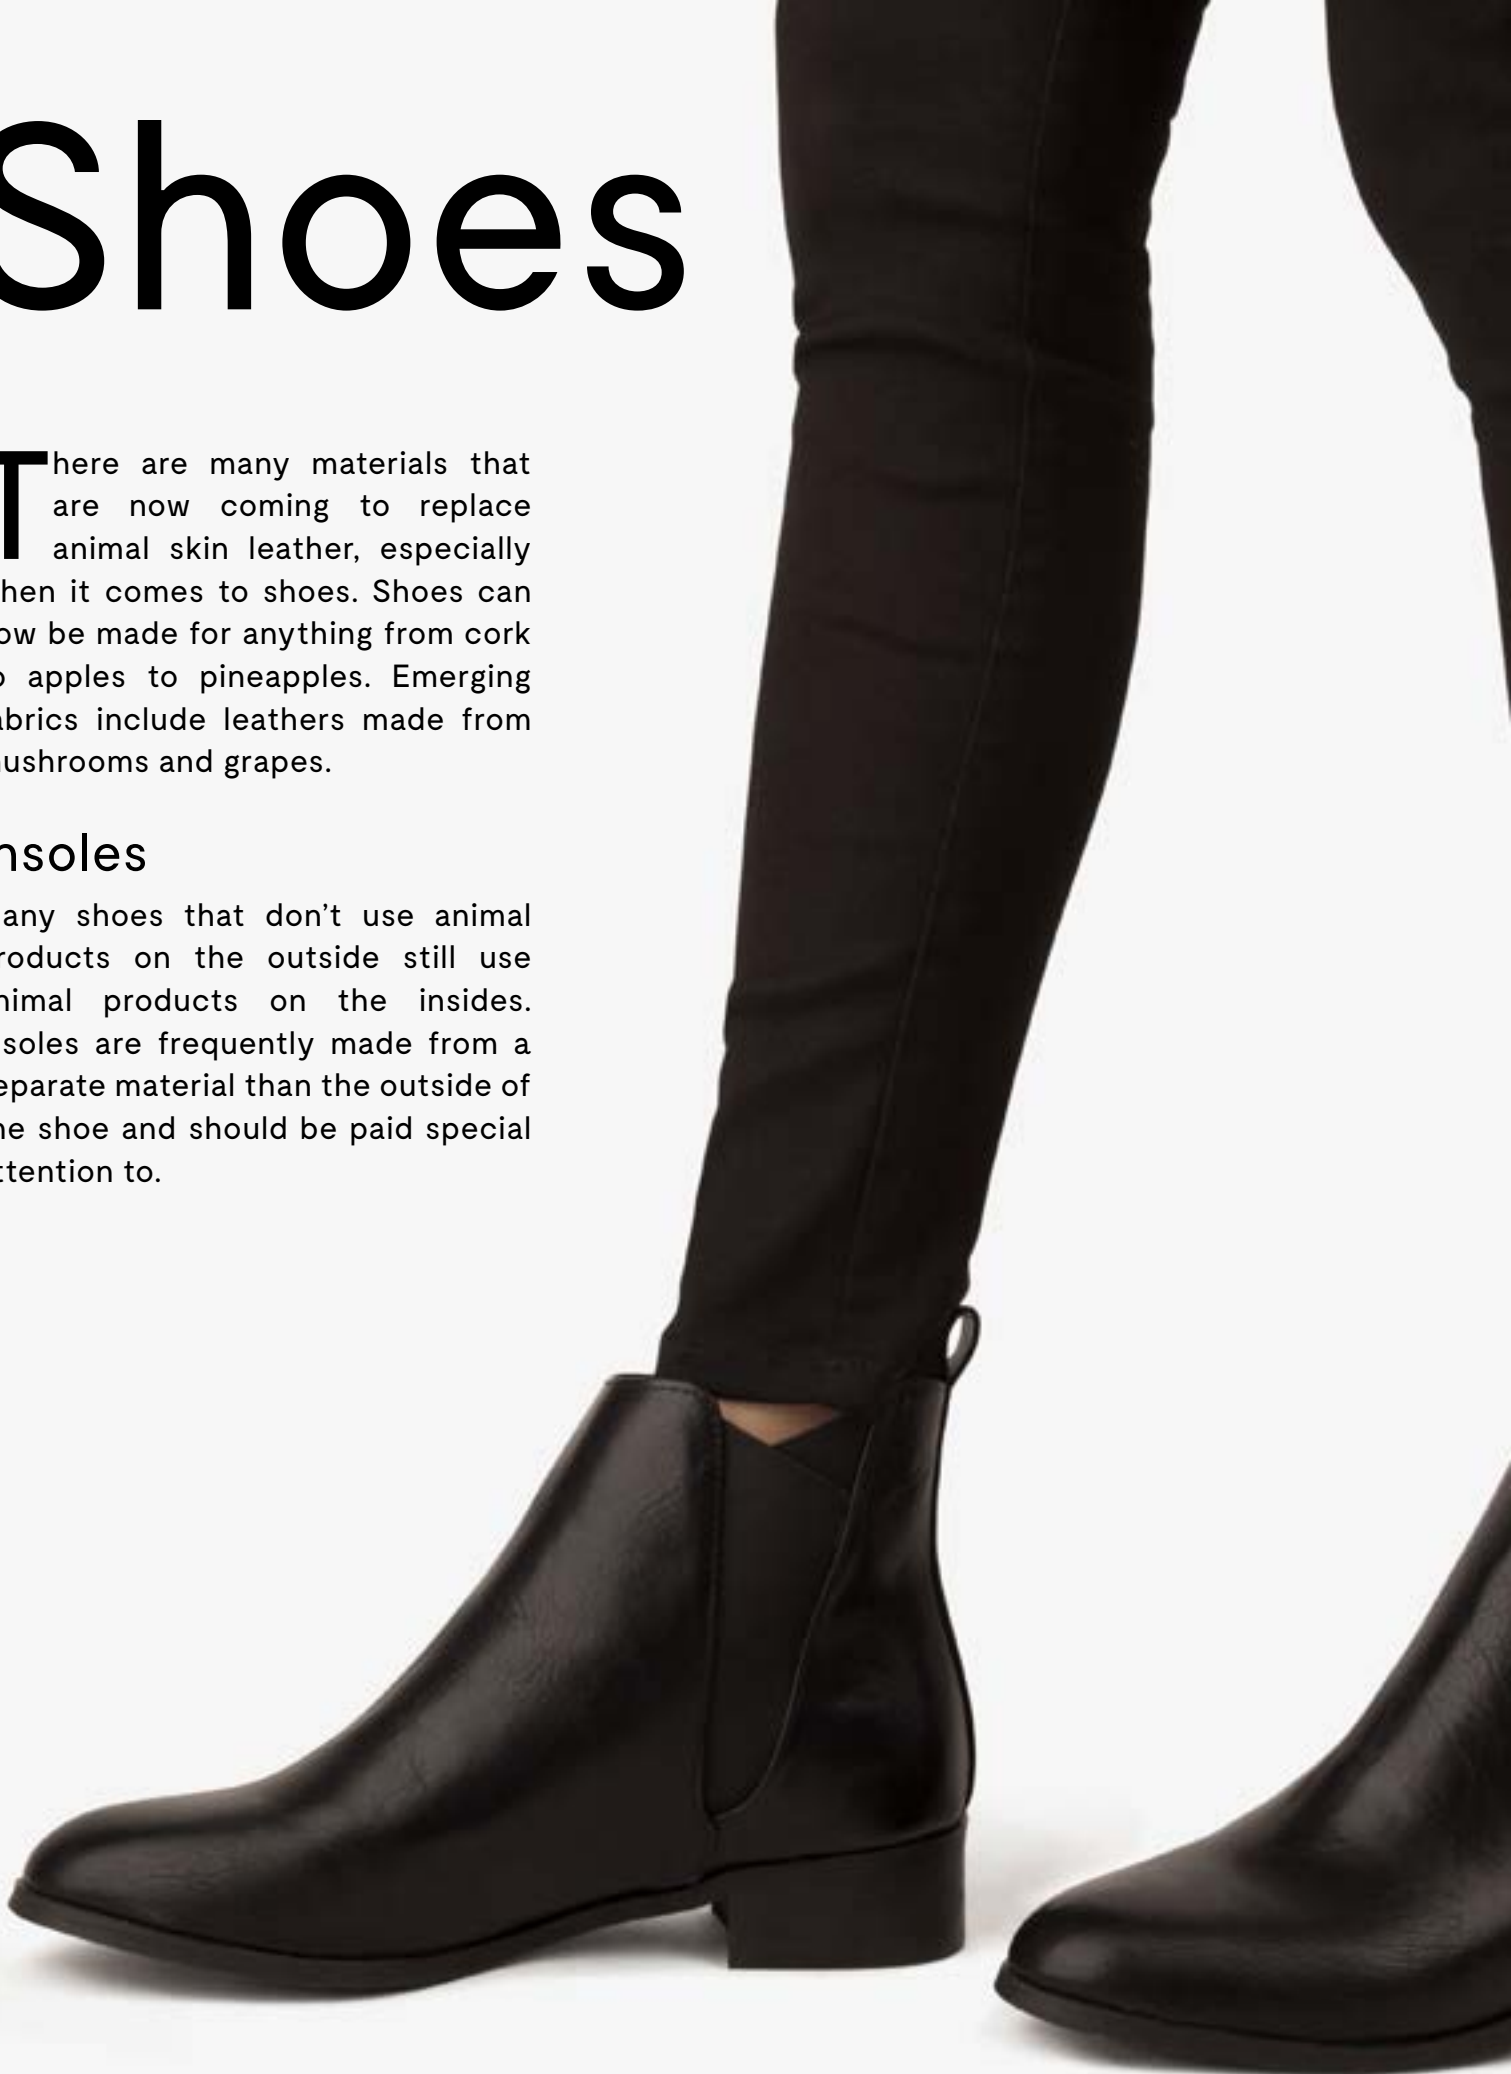 Shoes
There are many materials that
are now coming to replace
animal skin leather, especially
hen it comes to shoes. Shoes can
ow be made for anything from cork
o apples to pineapples. Emerging
abrics include leathers made from
ushrooms and grapes.
nsoles
any shoes that don’t use animal
roducts on the outside still use
nimal products on the insides.
soles are frequently made from a
eparate material than the outside of
he shoe and should be paid special
ttention to.